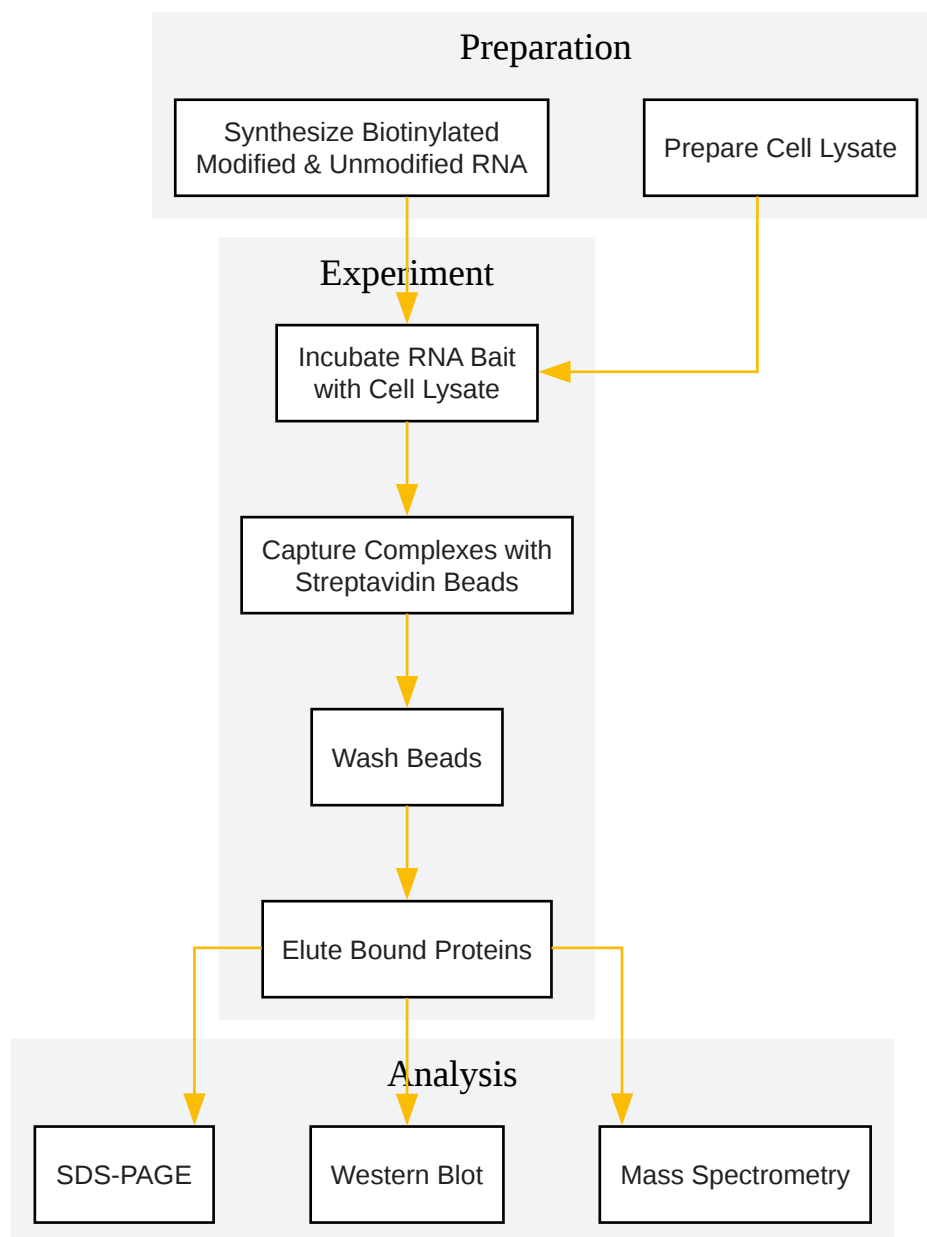 Preparation
Synthesize Biotinylated
Modified & Unmodified RNA
Prepare Cell Lysate
Experiment
Incubate RNA Bait
with Cell Lysate
Capture Complexes with
Streptavidin Beads
Wash Beads
Elute Bound Proteins
Analysis
SDS-PAGE
Western Blot
Mass Spectrometry